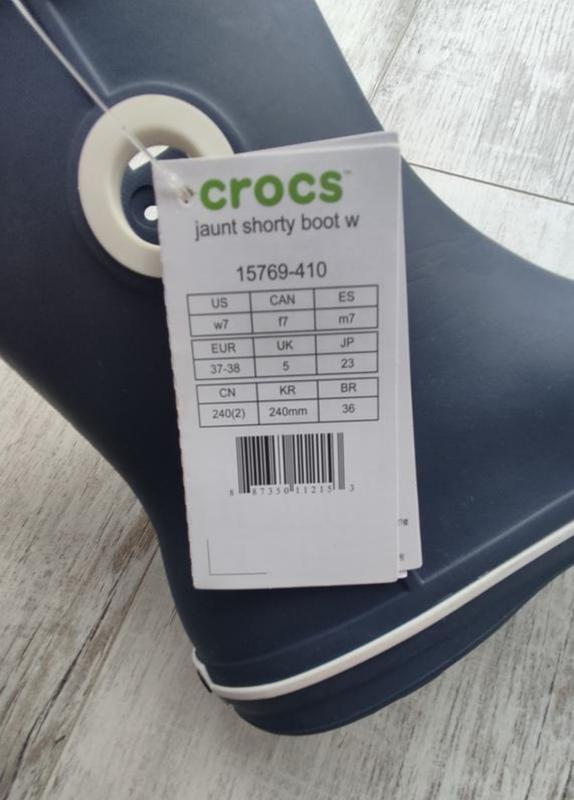 crocs™
jaunt shorty boot w
15769-410
US CAN ES
w7 f7 m7
EUR UK JP
37-38 5 23
CN KR BR
240(2) 240mm 36
8 87350 11215 3